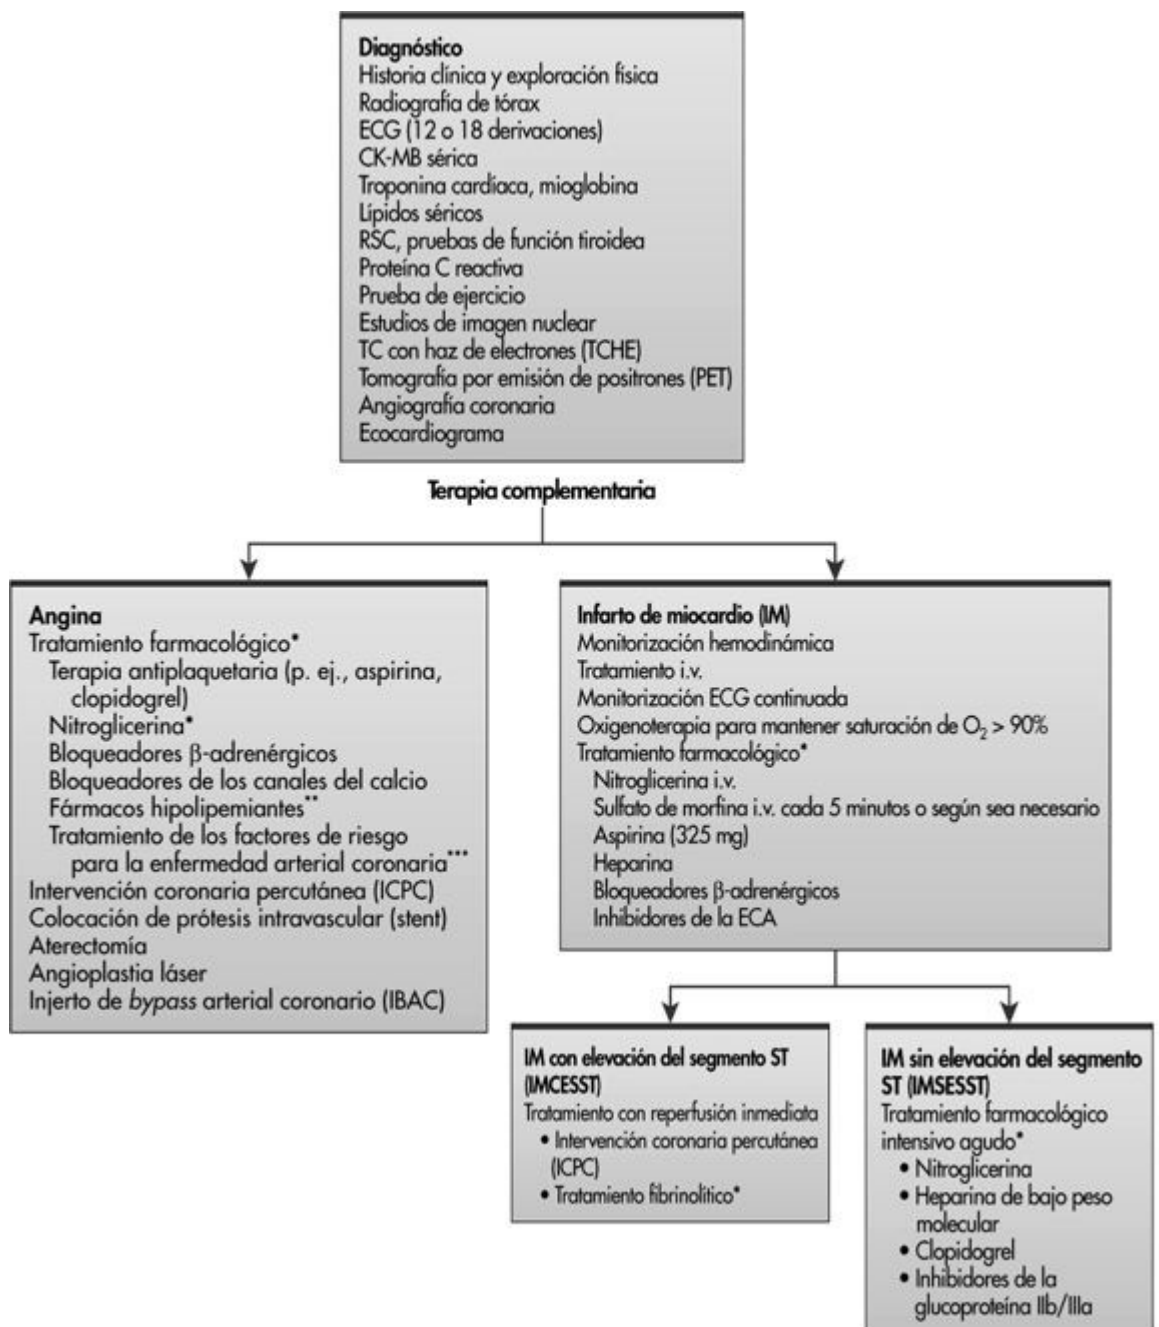 Diagnóstico
Historia clínica y exploración física
Radiografía de tórax
ECG (12 o 18 derivaciones)
CK-MB sérica
Troponina cardíaca, mioglobina
Lípidos séricos
RSC, pruebas de función tiroidea
Proteína C reactiva
Prueba de ejercicio
Estudios de imagen nuclear
TC con haz de electrones (TCHE)
Tomografía por emisión de positrones (PET)
Angiografía coronaria
Ecocardiograma
Terapia complementaria
Angina
Tratamiento farmacológico*
Terapia antiplaquetaria (p. ej., aspirina,
clopidogrel)
Nitroglicerina*
Bloqueadores β-adrenérgicos
Bloqueadores de los canales del calcio
Fármacos hipolipemiantes**
Tratamiento de los factores de riesgo
para la enfermedad arterial coronaria***
Intervención coronaria percutánea (ICPC)
Colocación de prótesis intravascular (stent)
Aterectomía
Angioplastia láser
Injerto de bypass arterial coronario (IBAC)
Infarto de miocardio (IM)
Monitorización hemodinámica
Tratamiento i.v.
Monitorización ECG continuada
Oxigenoterapia para mantener saturación de O₂ > 90%
Tratamiento farmacológico*
Nitroglicerina i.v.
Sulfato de morfina i.v. cada 5 minutos o según sea necesario
Aspirina (325 mg)
Heparina
Bloqueadores β-adrenérgicos
Inhibidores de la ECA
IM con elevación del segmento ST
(IMCESST)
Tratamiento con reperfusión inmediata
• Intervención coronaria percutánea
(ICPC)
• Tratamiento fibrinolítico*
IM sin elevación del segmento
ST (IMSESST)
Tratamiento farmacológico
intensivo agudo*
• Nitroglicerina
• Heparina de bajo peso
molecular
• Clopidogrel
• Inhibidores de la
glucoproteína IIb/IIIa